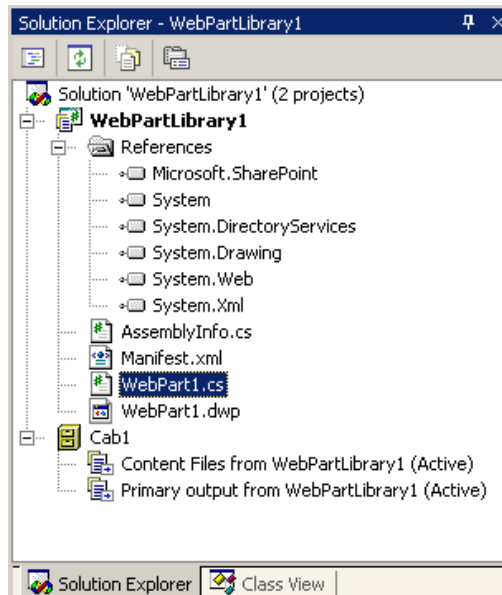 Solution Explorer - WebPartLibrary1
Solution 'WebPartLibrary1' (2 projects)
WebPartLibrary1
References
Microsoft.SharePoint
System
System.DirectoryServices
System.Drawing
System.Web
System.Xml
AssemblyInfo.cs
Manifest.xml
WebPart1.cs
WebPart1.dwp
Cab1
Content Files from WebPartLibrary1 (Active)
Primary output from WebPartLibrary1 (Active)
Solution Explorer Class View